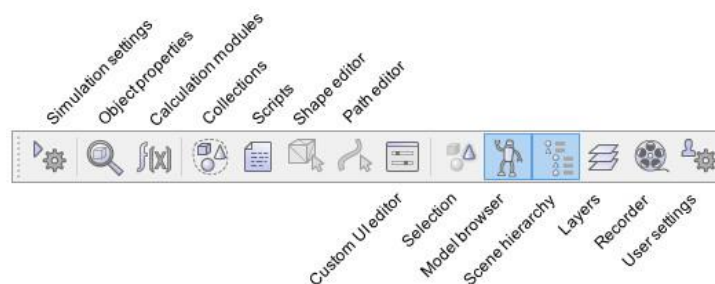 Simulation settings
Object properties
Calculation modules
Collections
Scripts
Shape editor
Path editor
f(x)
Custom UI editor
Selection
Model browser
Scene hierarchy
Layers
Recorder
User settings